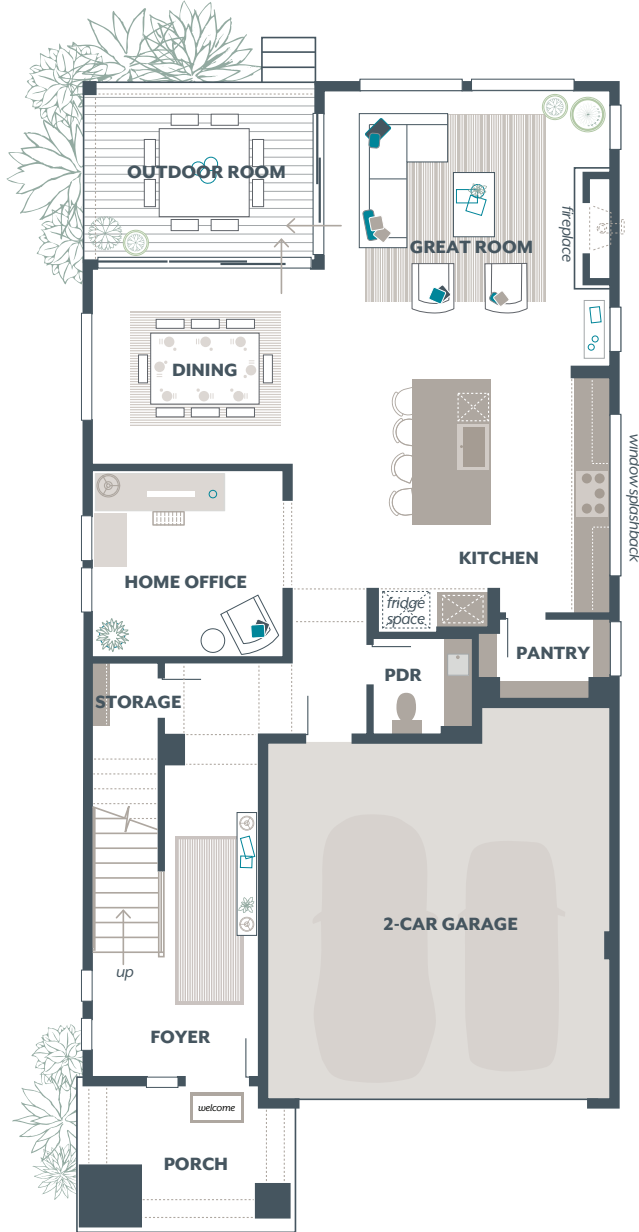 OUTDOOR ROOM
fireplace
GREAT ROOM
DINING
window splashback
KITCHEN
HOME OFFICE
fridge
space
PANTRY
PDR
STORAGE
2-CAR GARAGE
up
FOYER
welcome
PORCH